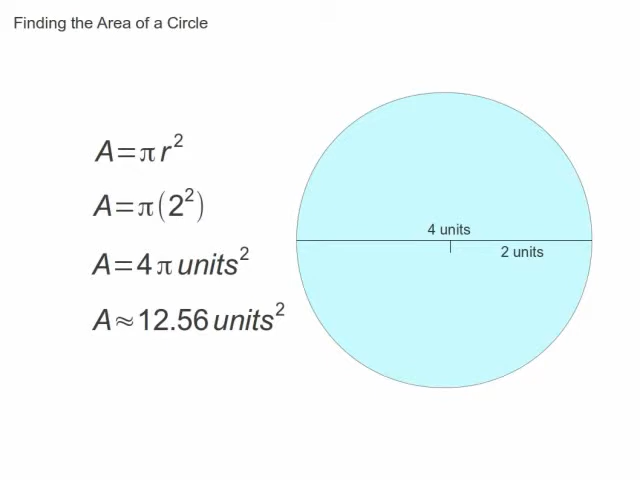 Finding the Area of a Circle
A=πr²
A=π(2²)
A=4π units²
A≈12.56 units²
4 units
2 units